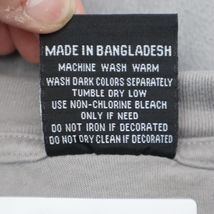 MADE IN BANGLADESH
MACHINE WASH WARM
WASH DARK COLORS SEPARATELY
TUMBLE DRY LOW
USE NON-CHLORINE BLEACH
ONLY IF NEED
DO NOT IRON IF DECORATED
DO NOT DRY CLEAN IF DECORATED